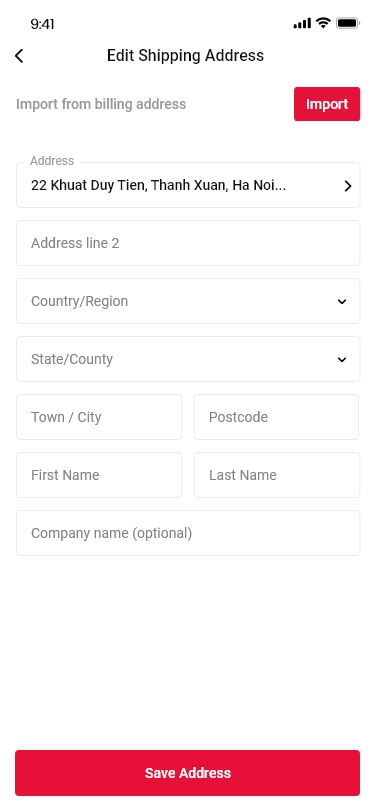 9:41
Edit Shipping Address
Import from billing address
Import
Address
22 Khuat Duy Tien, Thanh Xuan, Ha Noi...
Address line 2
Country/Region
State/County
Town / City
Postcode
First Name
Last Name
Company name (optional)
Save Address